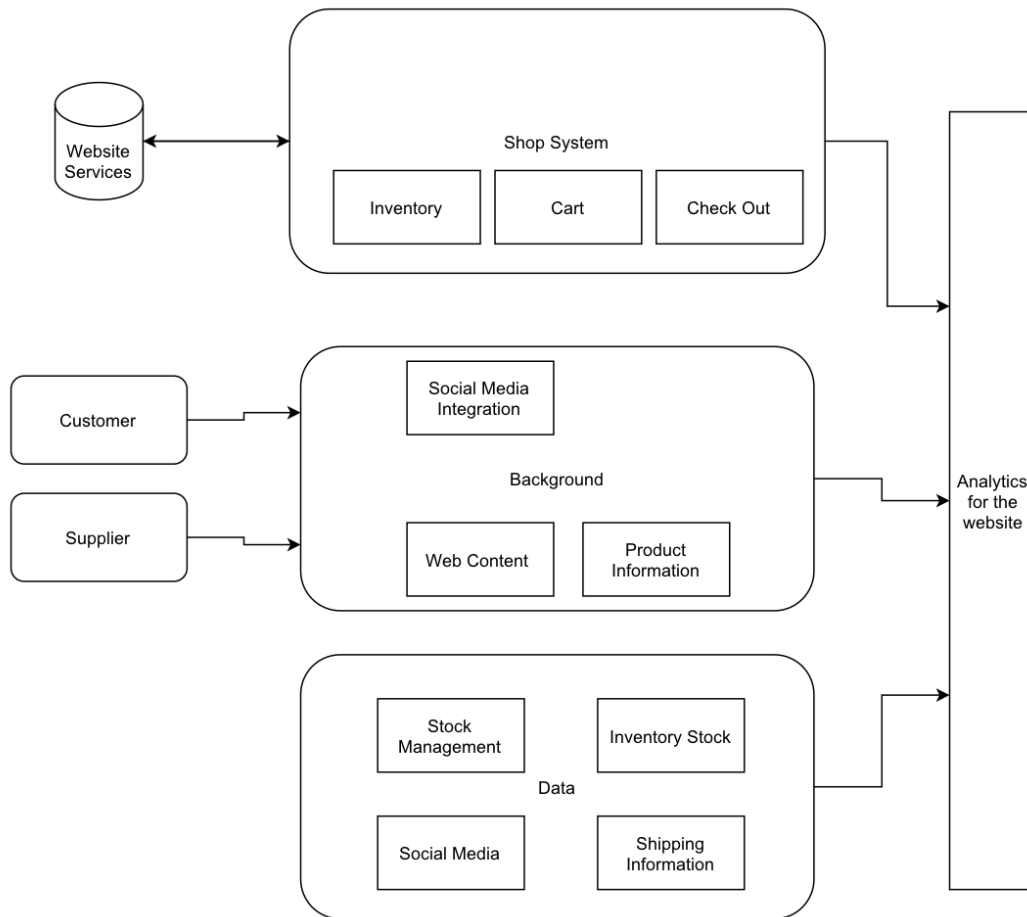 Website
Services
Shop System
Inventory
Cart
Check Out
Customer
Supplier
Social Media
Integration
Background
Web Content
Product
Information
Analytics
for the
website
Stock
Management
Inventory Stock
Data
Social Media
Shipping
Information